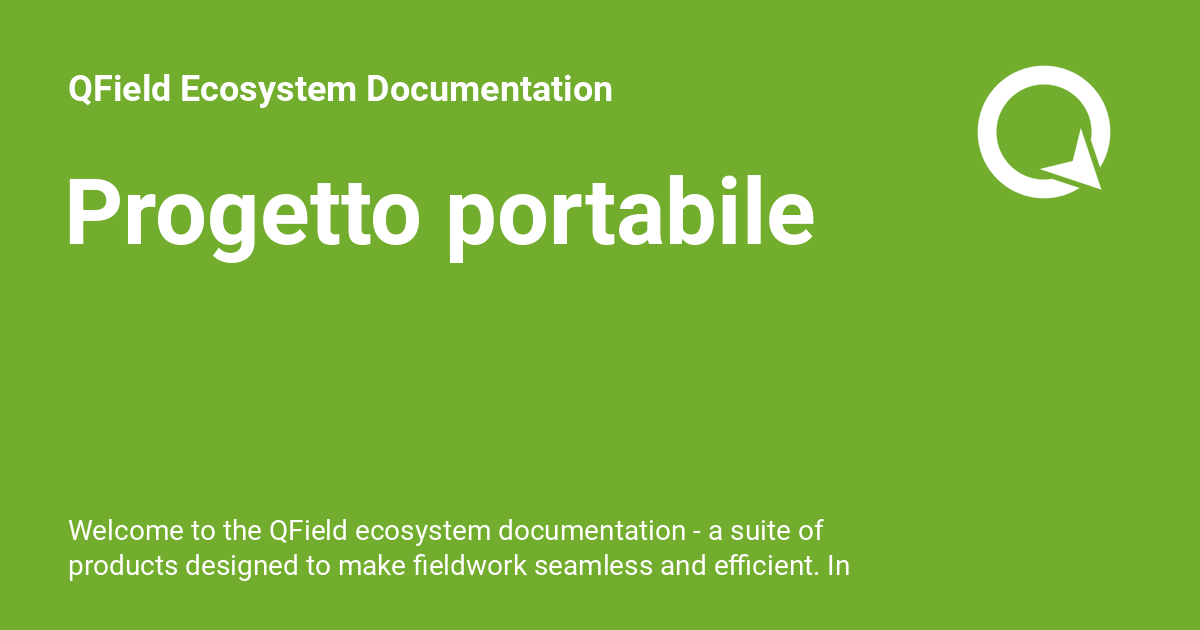 QField Ecosystem Documentation
Progetto portabile
Welcome to the QField ecosystem documentation - a suite of
products designed to make fieldwork seamless and efficient. In